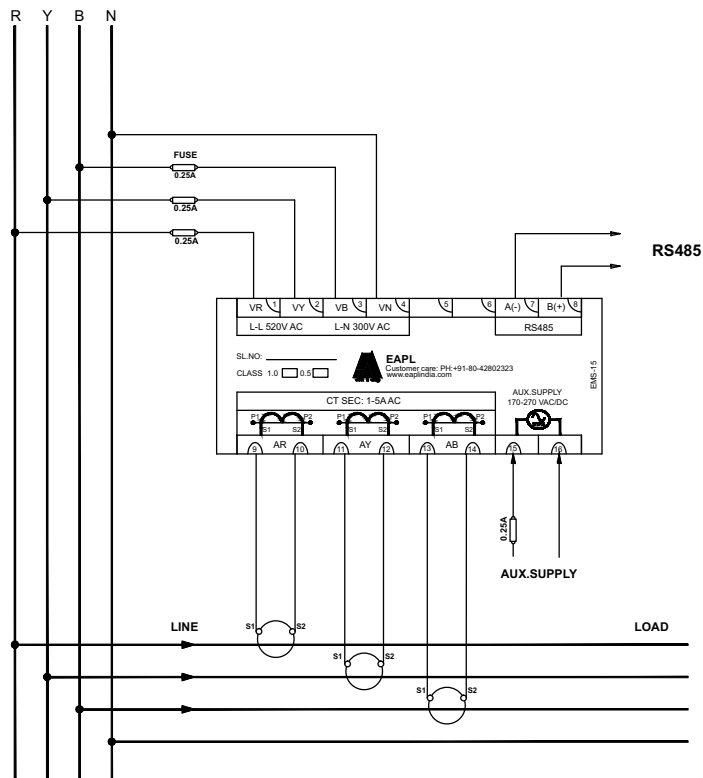 R Y B N
FUSE
0.25A
0.25A
0.25A
RS485
VR 1 VY 2 VB 3 VN 4 5 6 A(-) 7 B(+) 8
L-L 520V AC L-N 300V AC RS485
SL.NO:
EAPL
Customer care: PH:+91-80-42802323
www.eaplindia.com
CLASS 1.0 0.5
EMS-15
AUX.SUPPLY
170-270 VAC/DC
CT SEC: 1-5A AC
P1 P2 P1 P2 P1 P2
S1 S2 S1 S2 S1 S2
AR AY AB
9 10 11 12 13 14 15 16
0.25A
AUX.SUPPLY
LINE S1 S2 LOAD
S1 S2
S1 S2